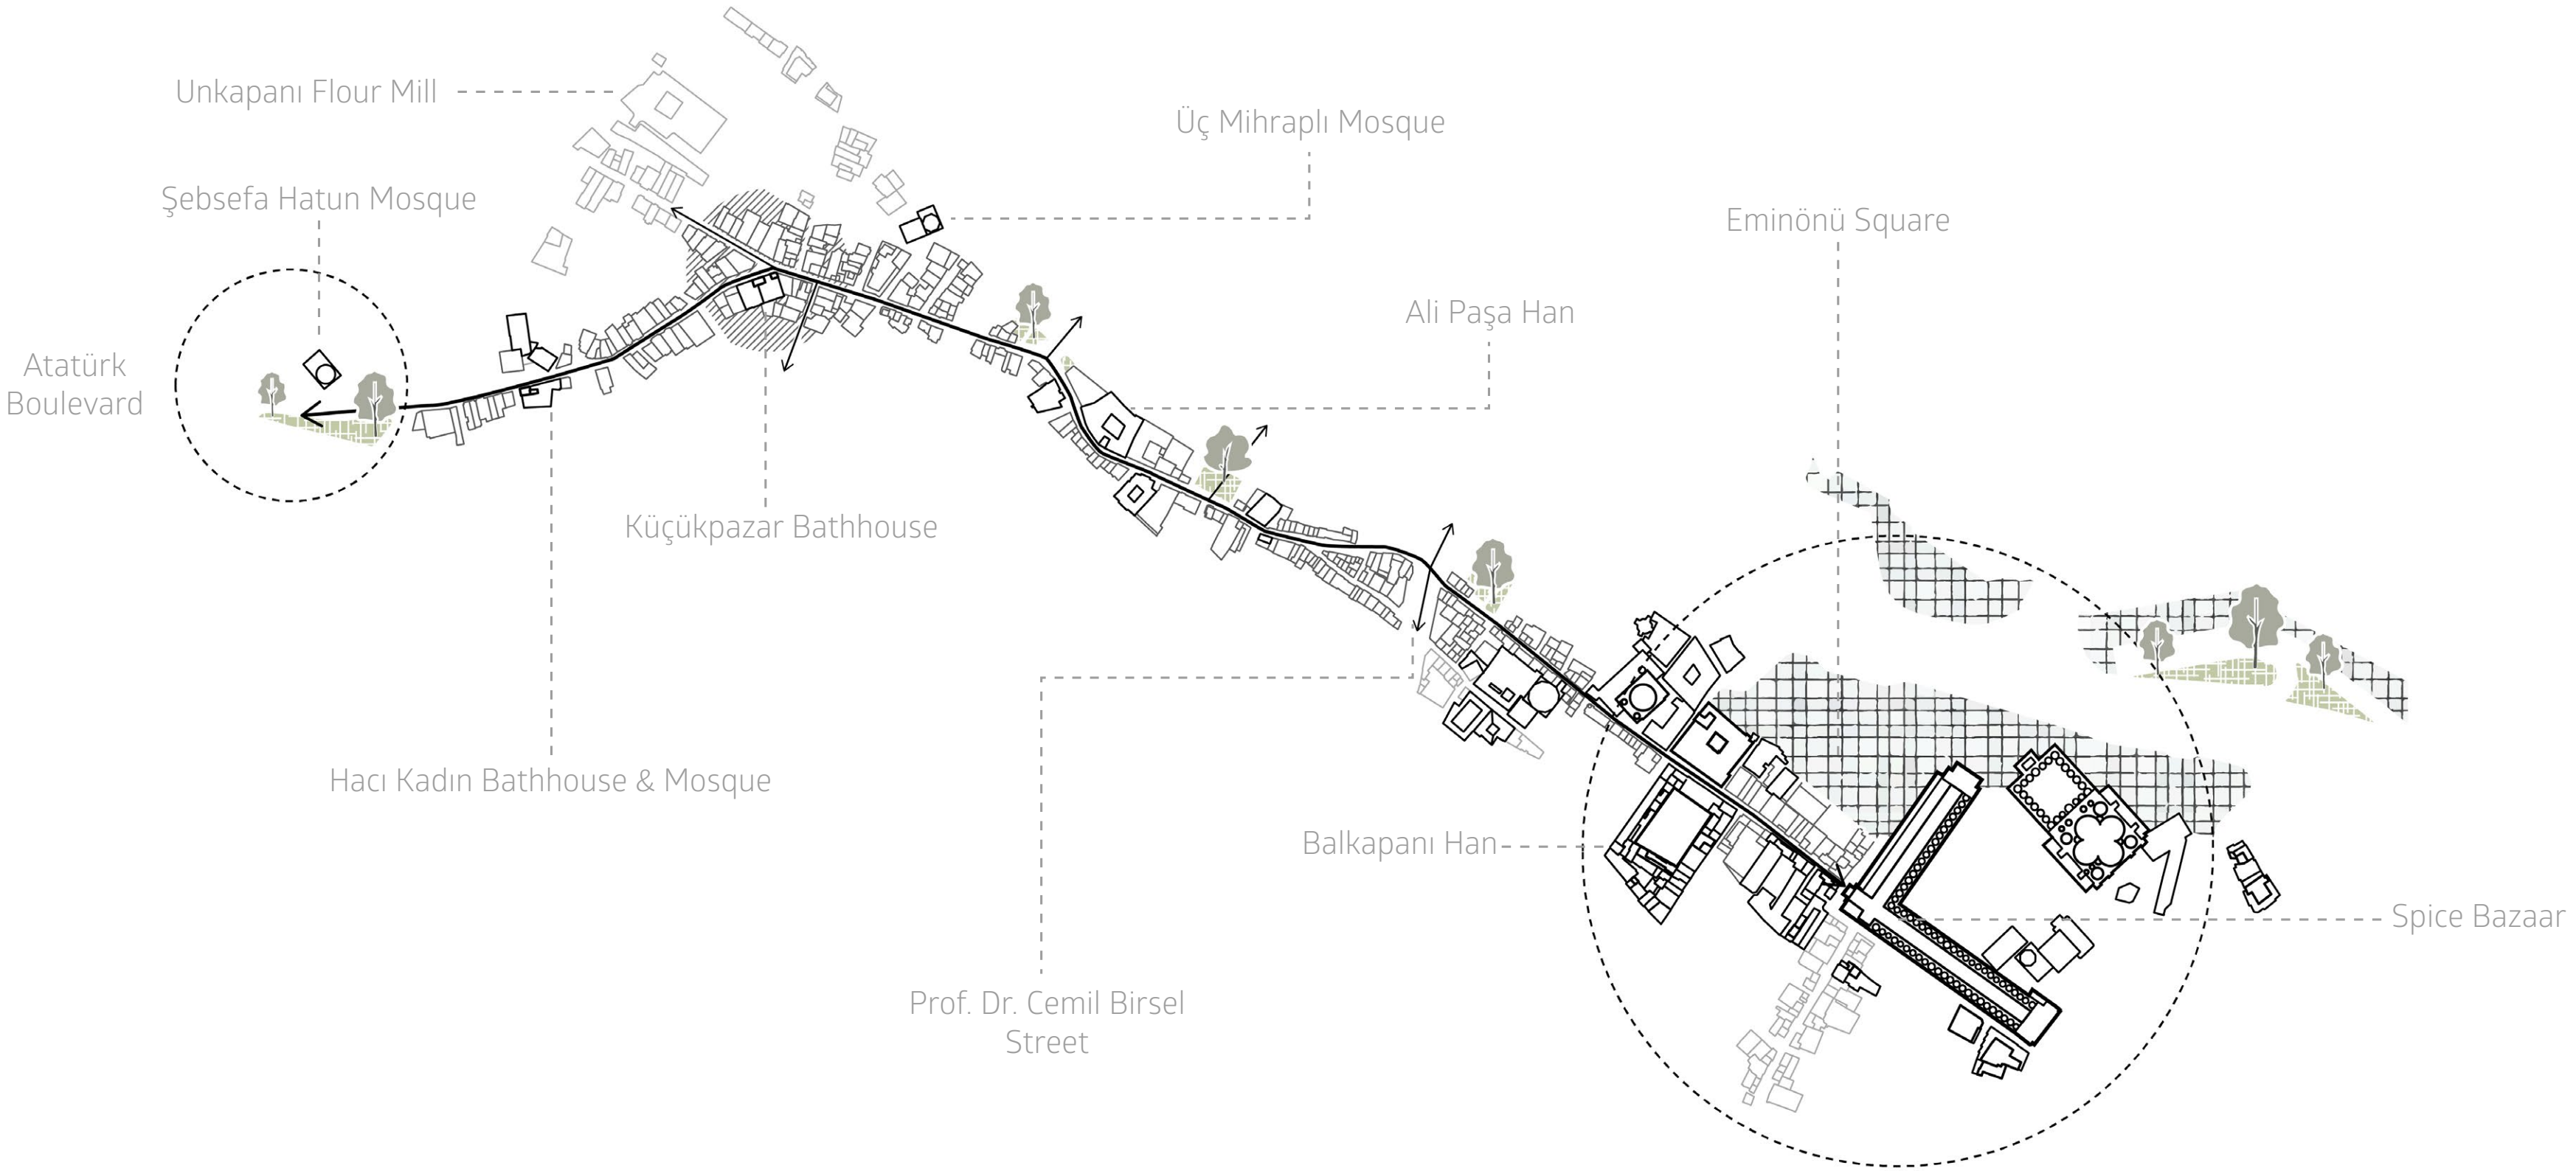 Unkapanı Flour Mill
Üç Mihraplı Mosque
Şebsefa Hatun Mosque
Eminönü Square
Ali Paşa Han
Atatürk
Boulevard
Küçükpazar Bathhouse
Hacı Kadın Bathhouse & Mosque
Balkapanı Han
Spice Bazaar
Prof. Dr. Cemil Birsel
Street